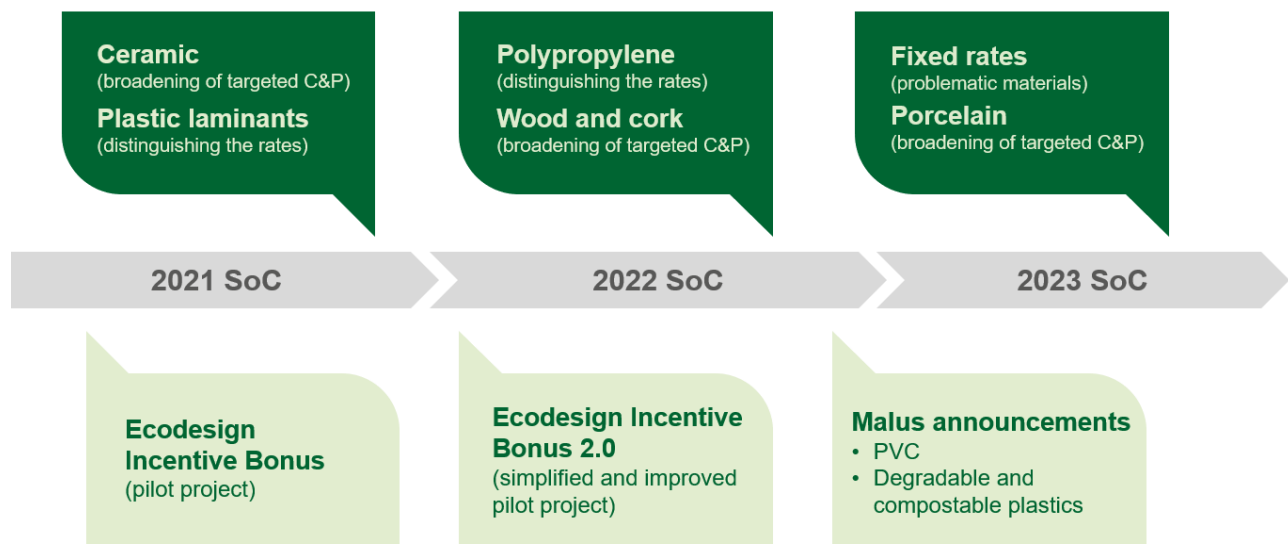 Ceramic
(broadening of targeted C&P)
Plastic laminants
(distinguishing the rates)
Polypropylene
(distinguishing the rates)
Wood and cork
(broadening of targeted C&P)
Fixed rates
(problematic materials)
Porcelain
(broadening of targeted C&P)
2021 SoC
2022 SoC
2023 SoC
Ecodesign
Incentive Bonus
(pilot project)
Ecodesign Incentive
Bonus 2.0
(simplified and improved
pilot project)
Malus announcements
• PVC
• Degradable and
compostable plastics